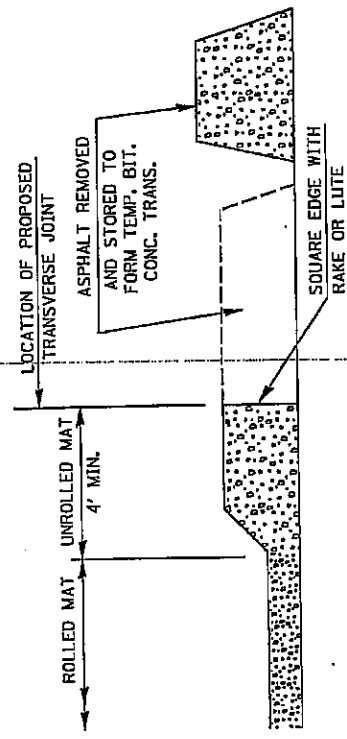 ROLLED MAT
UNROLLED MAT
4' MIN.
LOCATION OF PROPOSED
TRANSVERSE JOINT
ASPHALT REMOVED
AND STORED TO
FORM TEMP. BIT.
CONC. TRANS.
SQUARE EDGE WITH
RAKE OR LUTE